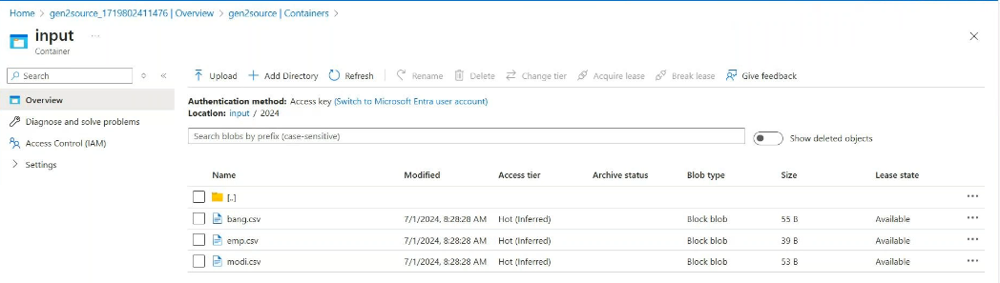 Home > gen2source_1719802411476 | Overview > gen2source | Containers >
input ...
Container
Search
Upload Add Directory Refresh Rename Delete Change tier Acquire lease Break lease Give feedback
Overview
Diagnose and solve problems
Access Control (IAM)
Settings
Authentication method: Access key (Switch to Microsoft Entra user account)
Location: input / 2024
Search blobs by prefix (case-sensitive)
Show deleted objects
Name Modified Access tier Archive status Blob type Size Lease state
[..]
bang.csv 7/1/2024, 8:28:28 AM Hot (Inferred) Block blob 55 B Available
emp.csv 7/1/2024, 8:28:28 AM Hot (Inferred) Block blob 39 B Available
modi.csv 7/1/2024, 8:28:28 AM Hot (Inferred) Block blob 53 B Available